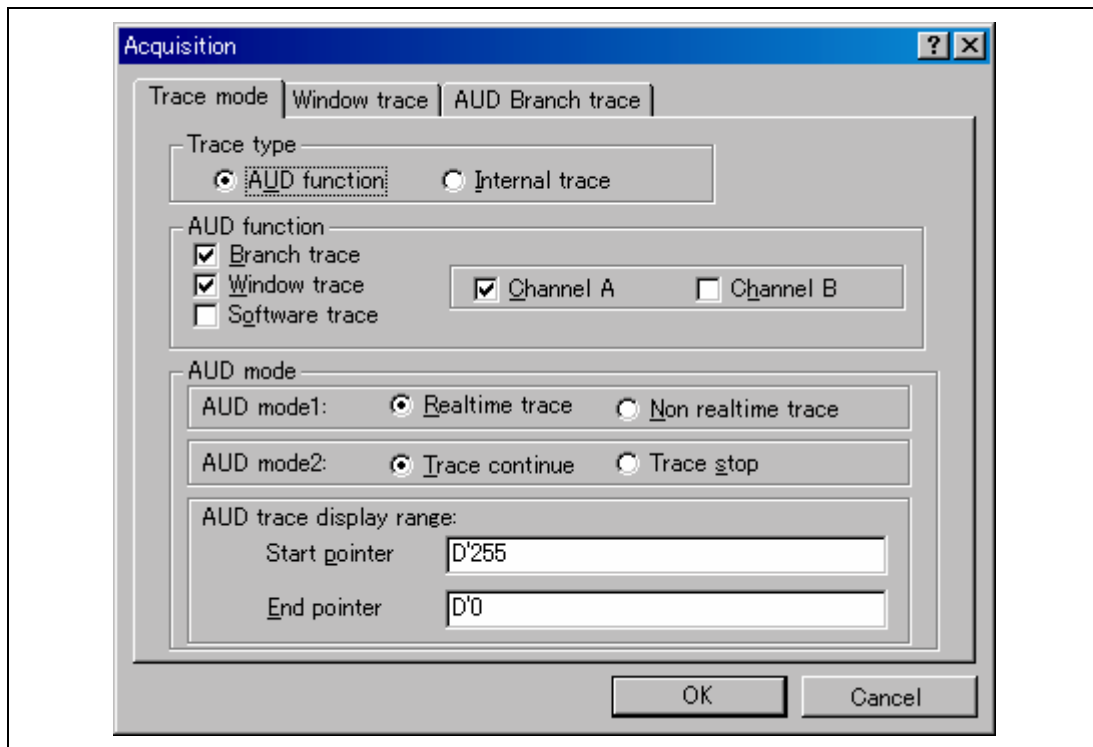 Acquisition
Trace mode Window trace AUD Branch trace
Trace type
AUD function Internal trace
AUD function
Branch trace
Window trace Channel A Channel B
Software trace
AUD mode
AUD mode1: Realtime trace Non realtime trace
AUD mode2: Trace continue Trace stop
AUD trace display range:
Start pointer D'255
End pointer D'0
OK Cancel